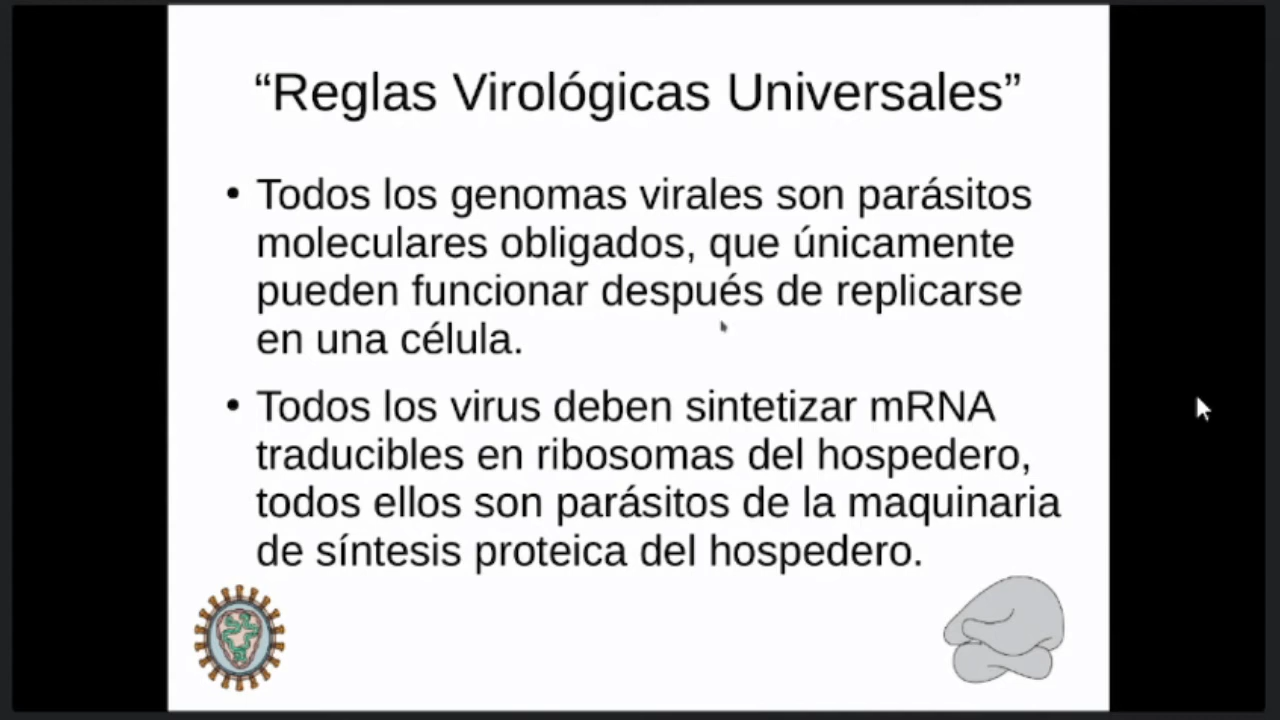 “Reglas Virológicas Universales”
• Todos los genomas virales son parásitos
moleculares obligados, que únicamente
pueden funcionar después de replicarse
en una célula.
• Todos los virus deben sintetizar mRNA
traducibles en ribosomas del hospedero,
todos ellos son parásitos de la maquinaria
de síntesis proteica del hospedero.